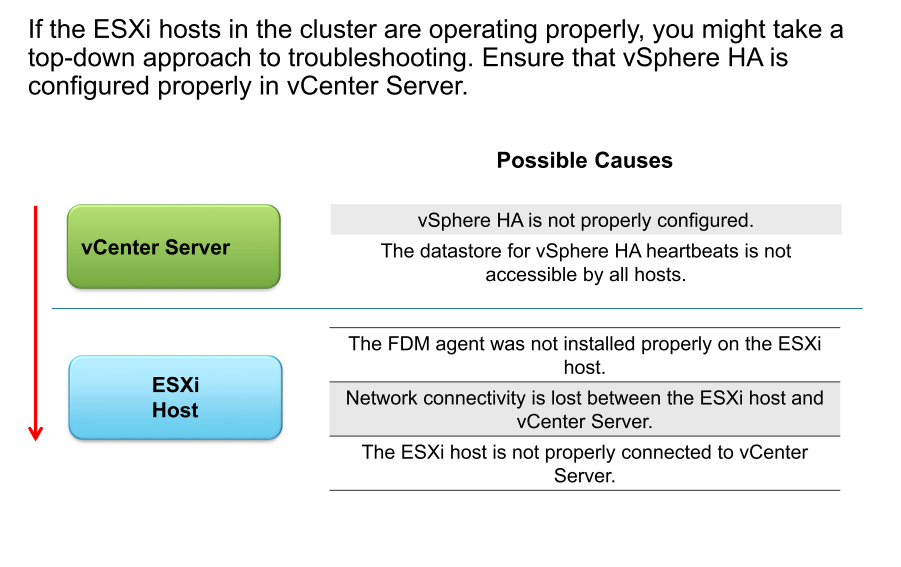 If the ESXi hosts in the cluster are operating properly, you might take a
top-down approach to troubleshooting. Ensure that vSphere HA is
configured properly in vCenter Server.
Possible Causes
vCenter Server
vSphere HA is not properly configured.
The datastore for vSphere HA heartbeats is not
accessible by all hosts.
ESXi
Host
The FDM agent was not installed properly on the ESXi
host.
Network connectivity is lost between the ESXi host and
vCenter Server.
The ESXi host is not properly connected to vCenter
Server.